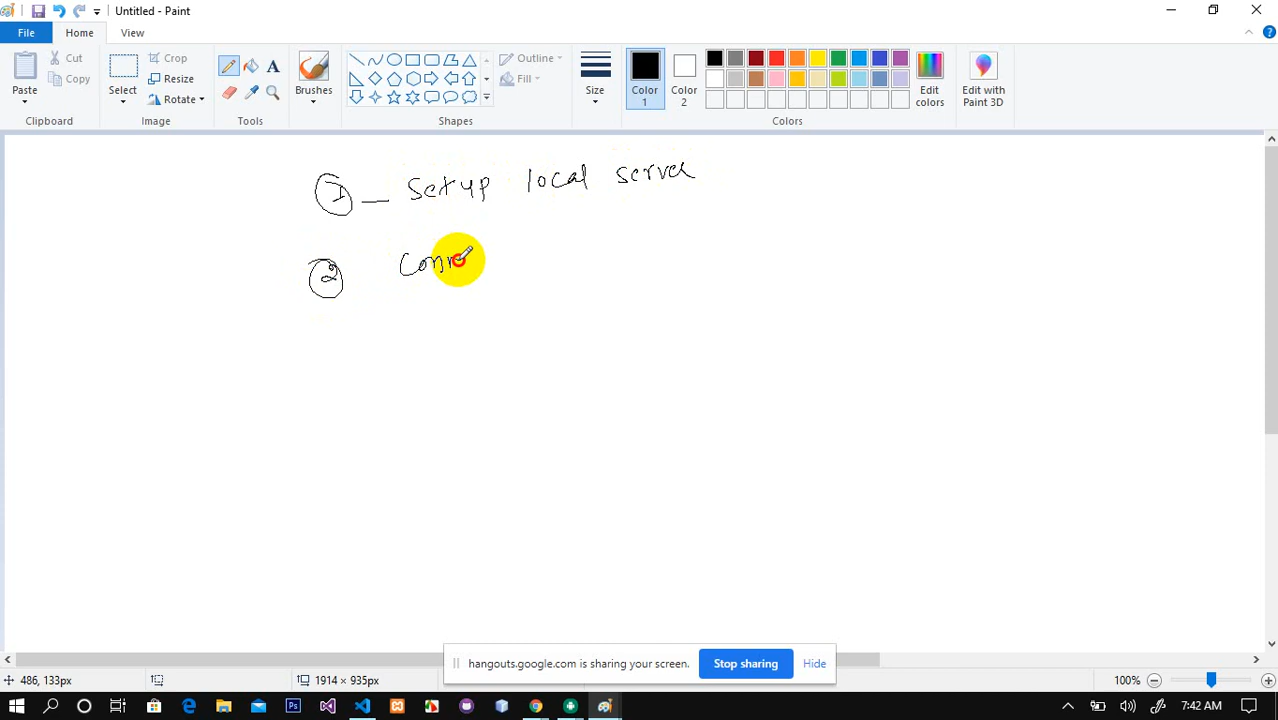 Untitled - Paint
File Home View
Cut
Copy
Paste
Clipboard
Select
Crop
Resize
Rotate
Image
Tools
Brushes
Outline
Fill
Shapes
Size
Color 1
Color 2
Edit colors
Edit with Paint 3D
Colors
1 _ Setup local server
2 Conn
hangouts.google.com is sharing your screen. Stop sharing Hide
486, 133px 1914 × 935px 100%
7:42 AM